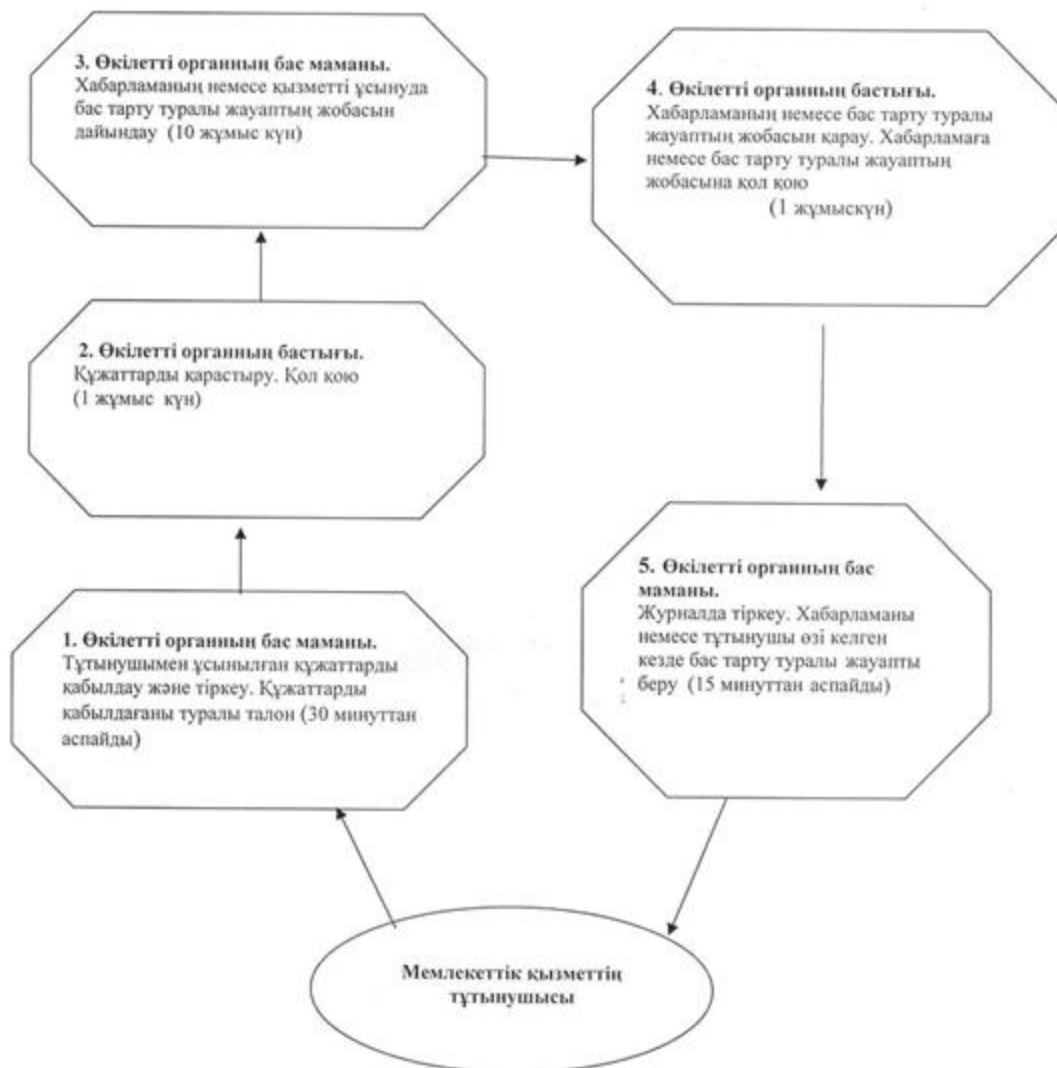 3. Өкілетті органның бас маманы.
Хабарламаның немесе қызметті ұсынуда
бас тарту туралы жауаптың жобасын
дайындау (10 жұмыс күн)
4. Өкілетті органның бастығы.
Хабарламаның немесе бас тарту туралы
жауаптың жобасын қарау. Хабарламаға
немесе бас тарту туралы жауаптың
жобасына қол қою
(1 жұмыскүн)
2. Өкілетті органның бастығы.
Құжаттарды қарастыру. Қол қою
(1 жұмыс күн)
1. Өкілетті органның бас маманы.
Тұтынушымен ұсынылған құжаттарды
қабылдау және тіркеу. Құжаттарды
қабылдағаны туралы талон (30 минуттан
аспайды)
5. Өкілетті органның бас
маманы.
Журналда тіркеу. Хабарламаны
немесе тұтынушы өзі келген
кезде бас тарту туралы жауапты
беру (15 минуттан аспайды)
Мемлекеттік қызметтің
тұтынушысы